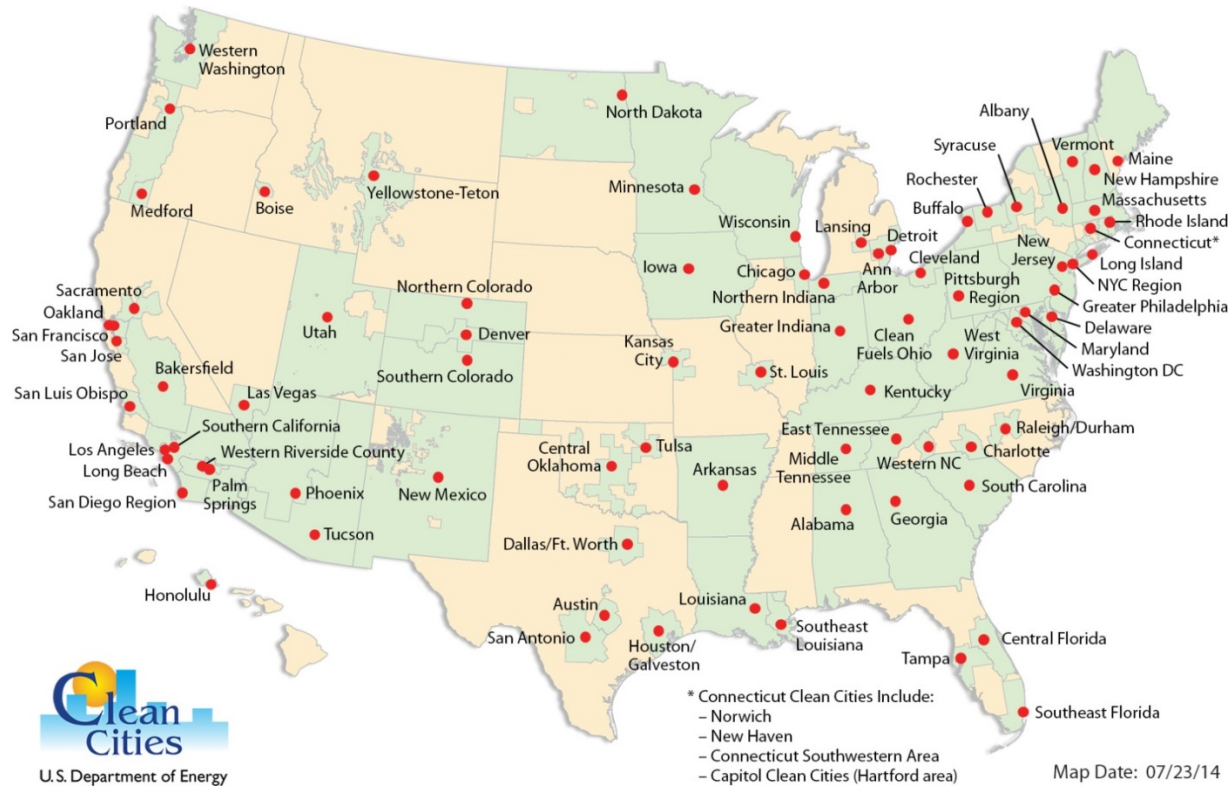 Western
Washington
Portland
Medford
Boise
Yellowstone-Teton
North Dakota
Minnesota
Wisconsin
Iowa
Chicago
Lansing
Detroit
Ann
Arbor
Northern Indiana
Greater Indiana
Cleveland
Clean
Fuels Ohio
Pittsburgh
Region
West
Virginia
Kentucky
Virginia
Buffalo
Rochester
Syracuse
Albany
Vermont
Maine
New Hampshire
Massachusetts
Rhode Island
Connecticut*
Long Island
NYC Region
New
Jersey
Greater Philadelphia
Delaware
Maryland
Washington DC
Sacramento
Oakland
San Francisco
San Jose
Bakersfield
San Luis Obispo
Las Vegas
Southern California
Los Angeles
Western Riverside County
Long Beach
Palm
Springs
San Diego Region
Utah
Northern Colorado
Denver
Southern Colorado
Phoenix
Tucson
New Mexico
Kansas
City
St. Louis
Central
Oklahoma
Tulsa
Arkansas
Dallas/Ft. Worth
Austin
San Antonio
Houston/
Galveston
Louisiana
Southeast
Louisiana
East Tennessee
Middle
Tennessee
Western NC
Raleigh/Durham
Charlotte
South Carolina
Alabama
Georgia
Central Florida
Tampa
Southeast Florida
Honolulu
Clean
Cities
U.S. Department of Energy
* Connecticut Clean Cities Include:
– Norwich
– New Haven
– Connecticut Southwestern Area
– Capitol Clean Cities (Hartford area)
Map Date: 07/23/14